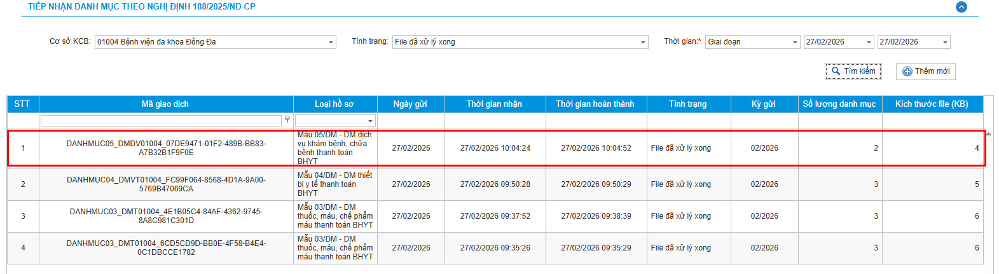 TIẾP NHẬN DANH MỤC THEO NGHỊ ĐỊNH 188/2025/ND-CP
Cơ sở KCB: 01004 Bệnh viện đa khoa Đống Đa Tình trạng: File đã xử lý xong Thời gian:* Giai đoạn 27/02/2026 27/02/2026
Tìm kiếm Thêm mới
STT Mã giao dịch Loại hồ sơ Ngày gửi Thời gian nhận Thời gian hoàn thành Tình trạng Kỳ gửi Số lượng danh mục Kích thước file (KB)
1 DANHMUC05_DMDV01004_07DE9471-01F2-489B-BB83-
A7B32B1F9F0E
Mẫu 05/DM - DM dịch
vụ khám bệnh, chữa
bệnh thanh toán
BHYT
27/02/2026 27/02/2026 10:04:24 27/02/2026 10:04:52 File đã xử lý xong 02/2026 2 4
2 DANHMUC04_DMVT01004_FC99F064-8568-4D1A-9A00-
5769B47069CA
Mẫu 04/DM - DM thiết
bị y tế thanh toán
BHYT
27/02/2026 27/02/2026 09:50:28 27/02/2026 09:50:29 File đã xử lý xong 02/2026 3 5
3 DANHMUC03_DMT01004_4E1B05C4-84AF-4362-9745-
8A8C981C301D
Mẫu 03/DM - DM
thuốc, máu, chế phẩm
máu thanh toán BHYT
27/02/2026 27/02/2026 09:37:52 27/02/2026 09:38:39 File đã xử lý xong 02/2026 3 6
4 DANHMUC03_DMT01004_6CD5CD9D-BB0E-4F58-B4E4-
0C1DBCCE1782
Mẫu 03/DM - DM
thuốc, máu, chế phẩm
máu thanh toán BHYT
27/02/2026 27/02/2026 09:35:26 27/02/2026 09:35:29 File đã xử lý xong 02/2026 3 6